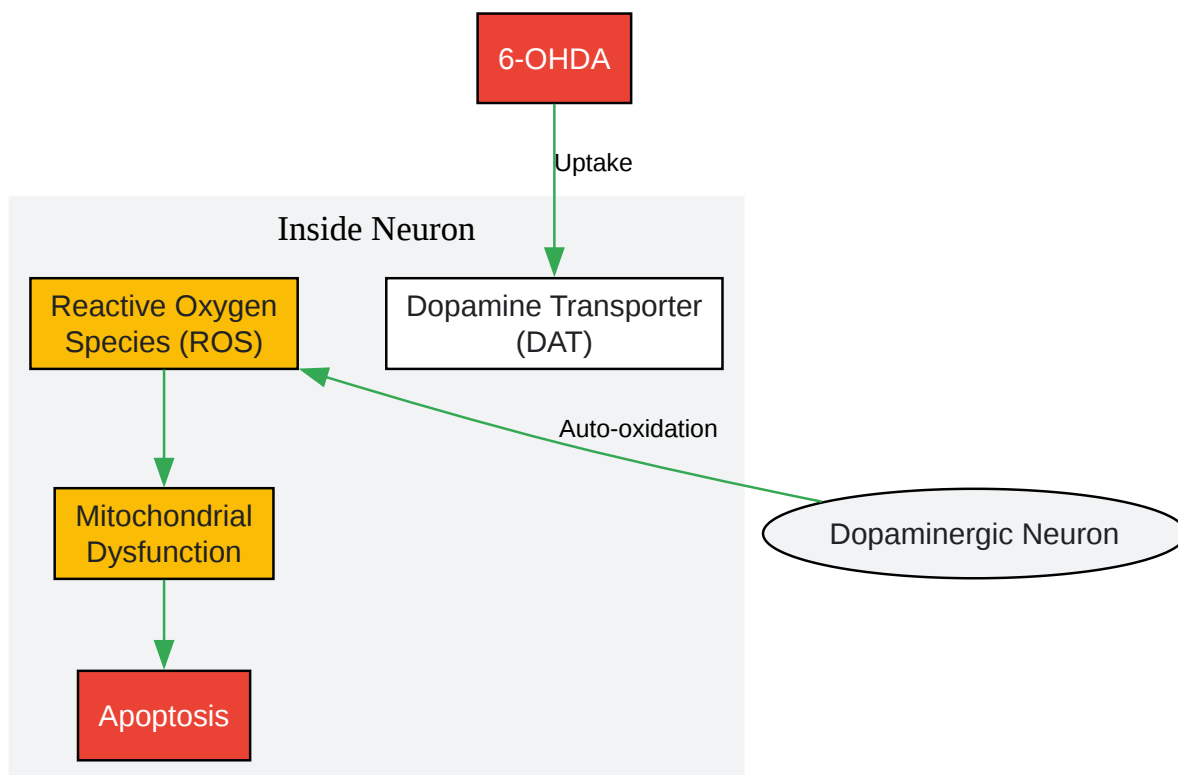 6-OHDA
Uptake
Inside Neuron
Reactive Oxygen
Species (ROS)
Dopamine Transporter
(DAT)
Auto-oxidation
Mitochondrial
Dysfunction
Dopaminergic Neuron
Apoptosis